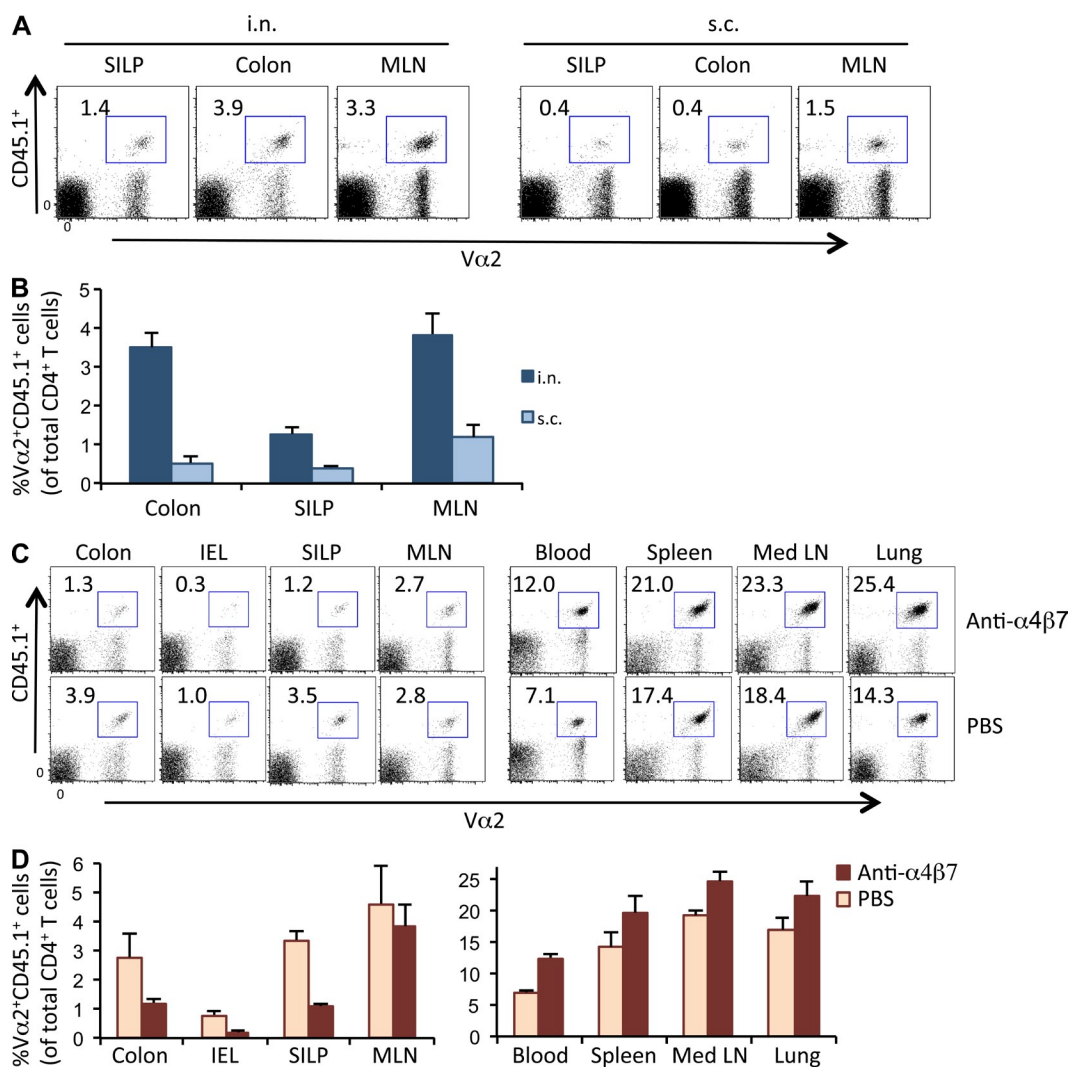 A
i.n.
s.c.
SILP Colon MLN SILP Colon MLN
CD45.1⁺
1.4 3.9 3.3 0.4 0.4 1.5
0
0
Vα2
B
%Vα2⁺CD45.1⁺ cells
(of total CD4⁺ T cells)
5
4
3
2
1
0
i.n.
s.c.
Colon SILP MLN
C
Colon IEL SILP MLN Blood Spleen Med LN Lung
CD45.1⁺
1.3 0.3 1.2 2.7 12.0 21.0 23.3 25.4
Anti-α4β7
3.9 1.0 3.5 2.8 7.1 17.4 18.4 14.3
PBS
0
0
Vα2
D
%Vα2⁺CD45.1⁺ cells
(of total CD4⁺ T cells)
6
5
4
3
2
1
0
Colon IEL SILP MLN
25
20
15
10
5
0
Blood Spleen Med LN Lung
Anti-α4β7
PBS